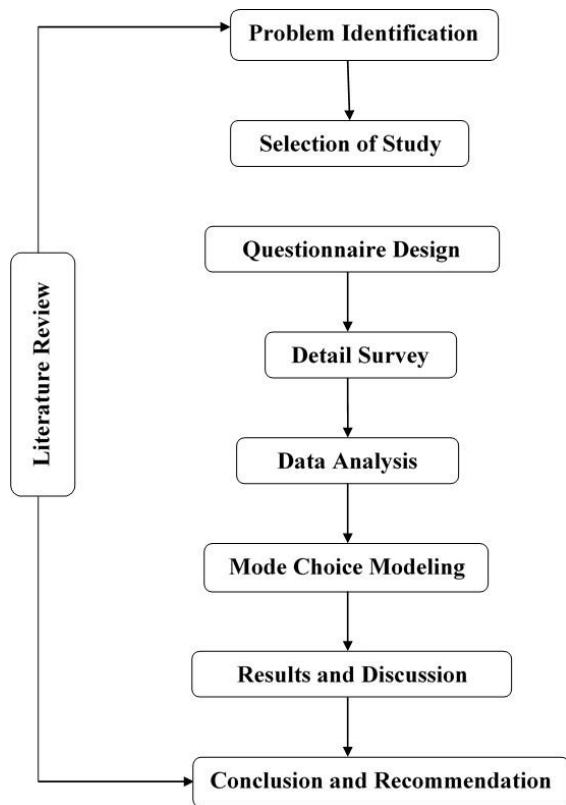 Problem Identification
Selection of Study
Literature Review
Questionnaire Design
Detail Survey
Data Analysis
Mode Choice Modeling
Results and Discussion
Conclusion and Recommendation